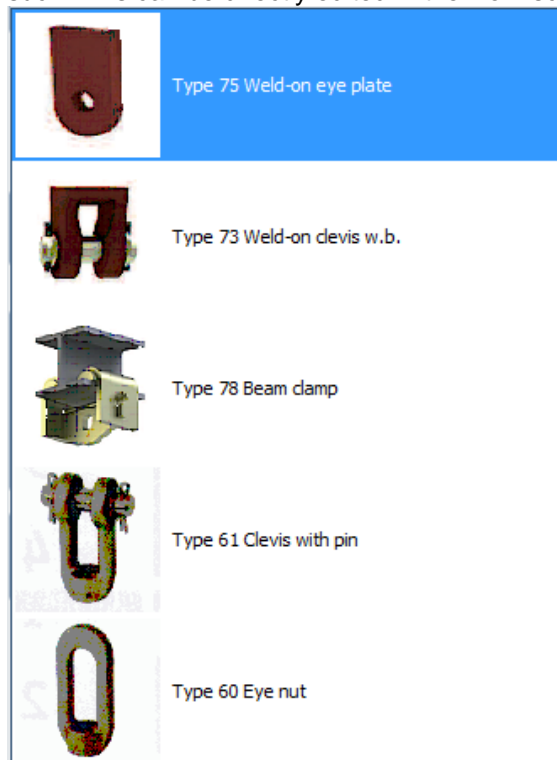 Type 75 Weld-on eye plate
Type 73 Weld-on clevis w.b.
Type 78 Beam clamp
Type 61 Clevis with pin
Type 60 Eye nut